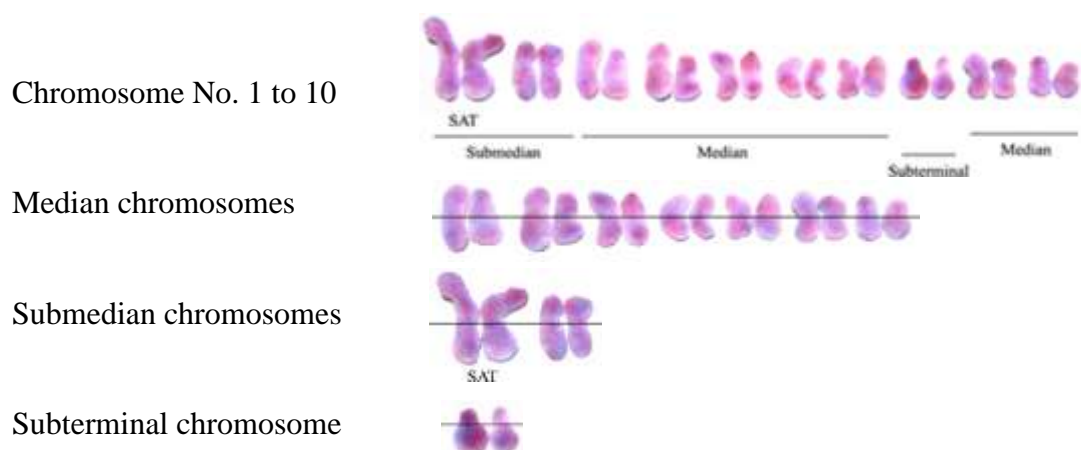 Chromosome No. 1 to 10
SAT
Submedian Median Median
Subterminal
Median chromosomes
Submedian chromosomes
SAT
Subterminal chromosome